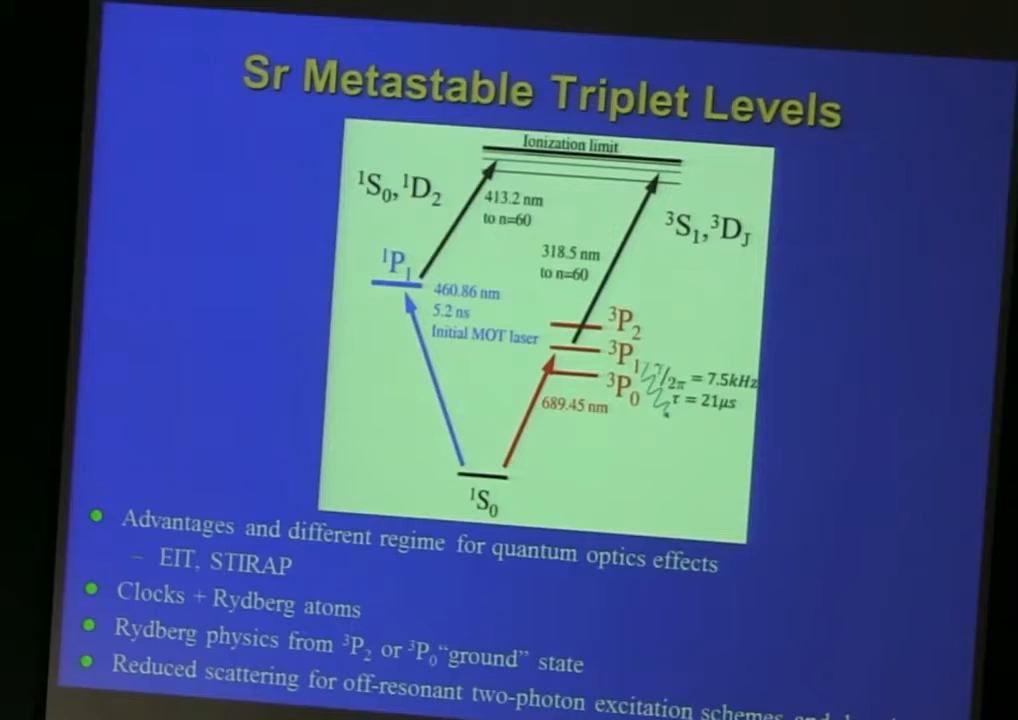 Sr Metastable Triplet Levels
Ionization limit
¹S₀,¹D₂
413.2 nm
to n=60
³S₁,³D_J
318.5 nm
to n=60
¹P₁
460.86 nm
5.2 ns
Initial MOT laser
³P₂
³P₁
³P₀
γ/2π = 7.5kHz
τ = 21μs
689.45 nm
¹S₀
Advantages and different regime for quantum optics effects
– EIT, STIRAP
Clocks + Rydberg atoms
Rydberg physics from ³P₂ or ³P₀“ground” state
Reduced scattering for off-resonant two-photon excitation schemes and